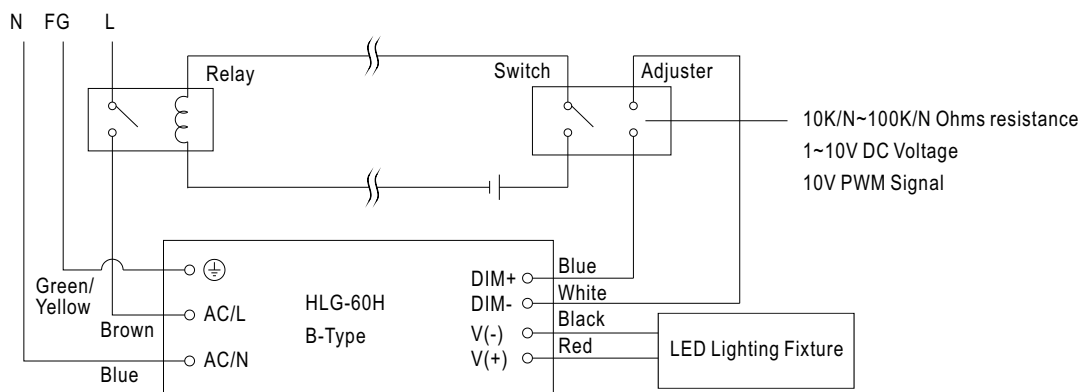 N FG L
Relay
Switch
Adjuster
10K/N~100K/N Ohms resistance
1~10V DC Voltage
10V PWM Signal
Green/
Yellow
Brown
Blue
AC/L
AC/N
HLG-60H
B-Type
DIM+
DIM-
V(-)
V(+)
Blue
White
Black
Red
LED Lighting Fixture